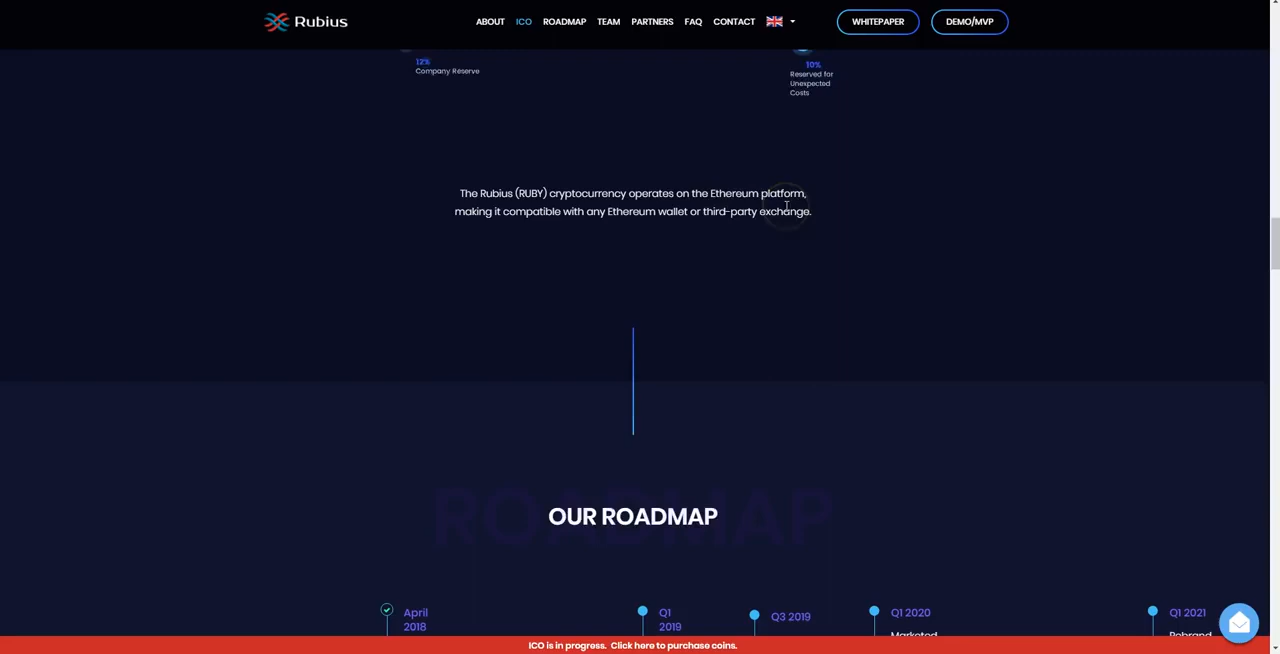 Rubius
ABOUT ICO ROADMAP TEAM PARTNERS FAQ CONTACT WHITEPAPER DEMO/MVP
12%
Company Reserve
10%
Reserved for
Unexpected
Costs
The Rubius (RUBY) cryptocurrency operates on the Ethereum platform,
making it compatible with any Ethereum wallet or third-party exchange.
ROADMAP
OUR ROADMAP
April
2018
Q1
2019
Q3 2019
Q1 2020
Marketed
Q1 2021
Rebrand
ICO is in progress. Click here to purchase coins.